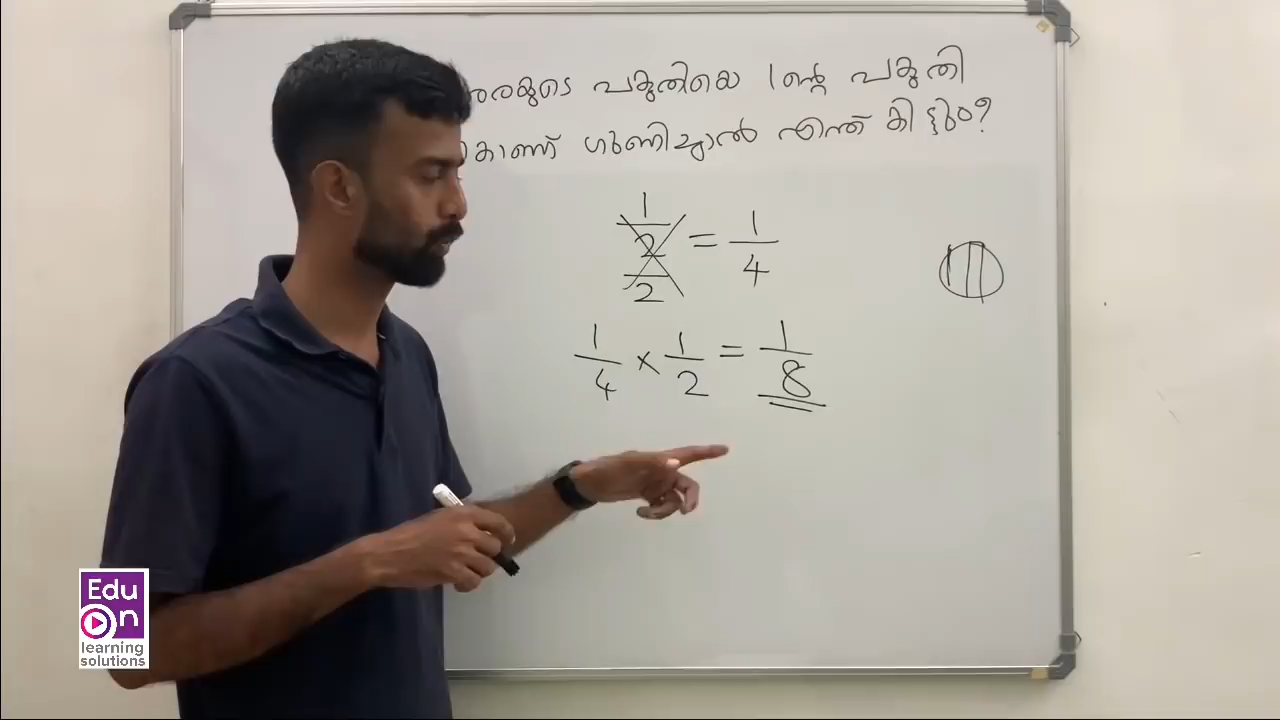 അരയുടെ പകുതിയെ 1ന്റെ പകുതി
കൊണ്ട് ഗുണിച്ചാൽ എന്ത് കിട്ടും?
1/2/2 = 1/4
1/4 x 1/2 = 1/8
Edu
On
learning
solutions